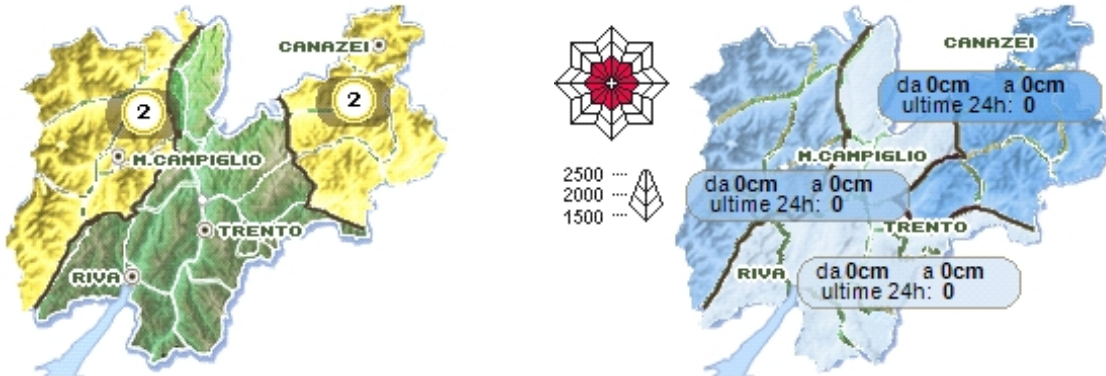 CANAZEI
2
2
M.CAMPIGLIO
TRENTO
RIVA
2500
2000
1500
CANAZEI
da 0cm a 0cm
ultime 24h: 0
M.CAMPIGLIO
da 0cm a 0cm
ultime 24h: 0
TRENTO
RIVA
da 0cm a 0cm
ultime 24h: 0